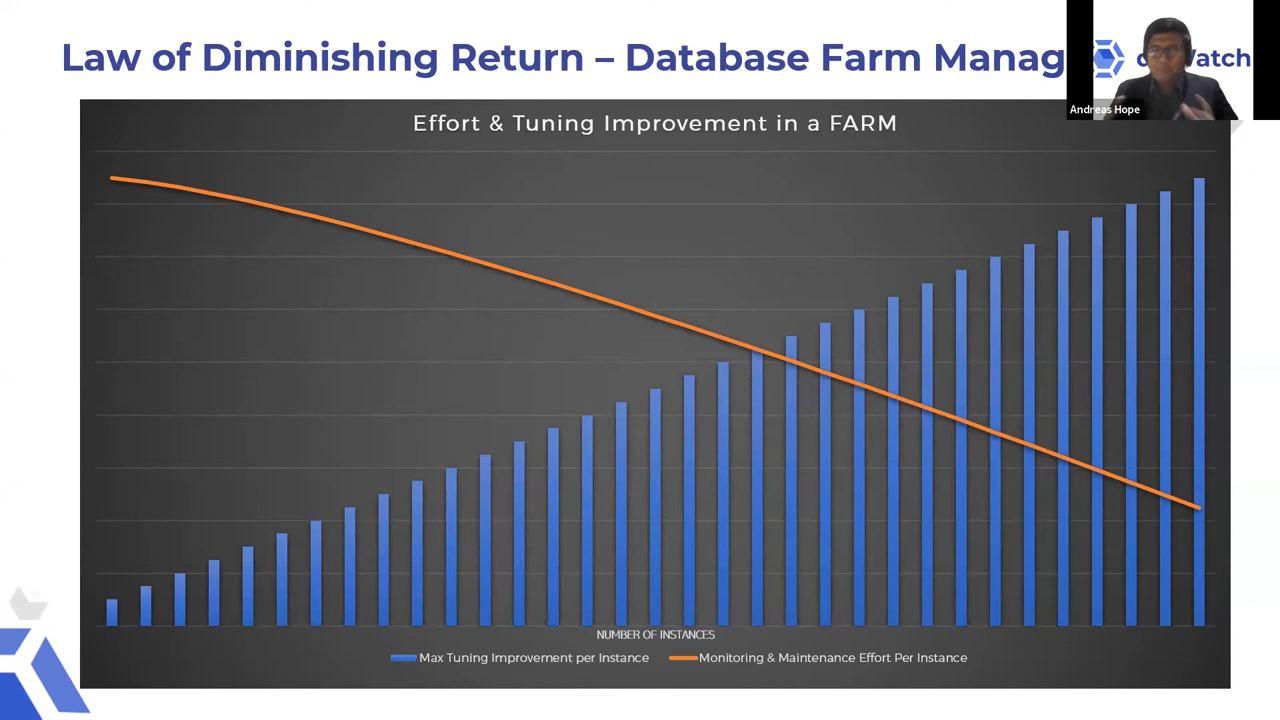 Law of Diminishing Return – Database Farm Manag
Watch
Andreas Hope
Effort & Tuning Improvement in a FARM
NUMBER OF INSTANCES
Max Tuning Improvement per Instance
Monitoring & Maintenance Effort Per Instance